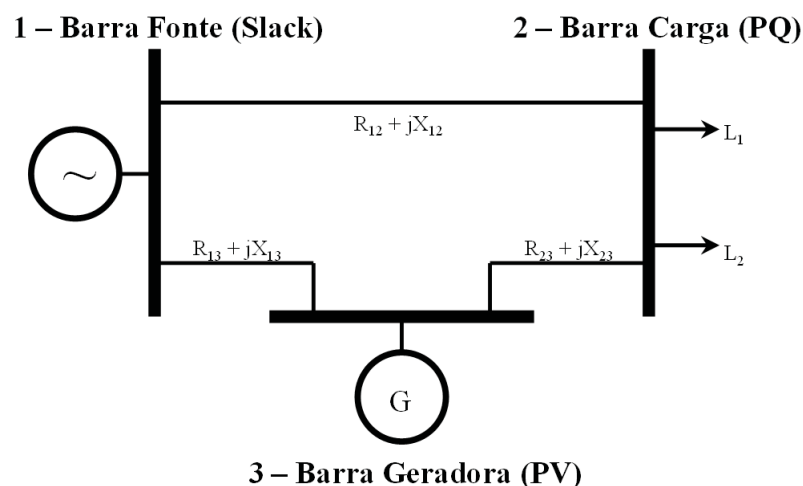 1 – Barra Fonte (Slack)
2 – Barra Carga (PQ)
R₁₂ + jX₁₂
L₁
~
R₁₃ + jX₁₃
R₂₃ + jX₂₃
L₂
G
3 – Barra Geradora (PV)